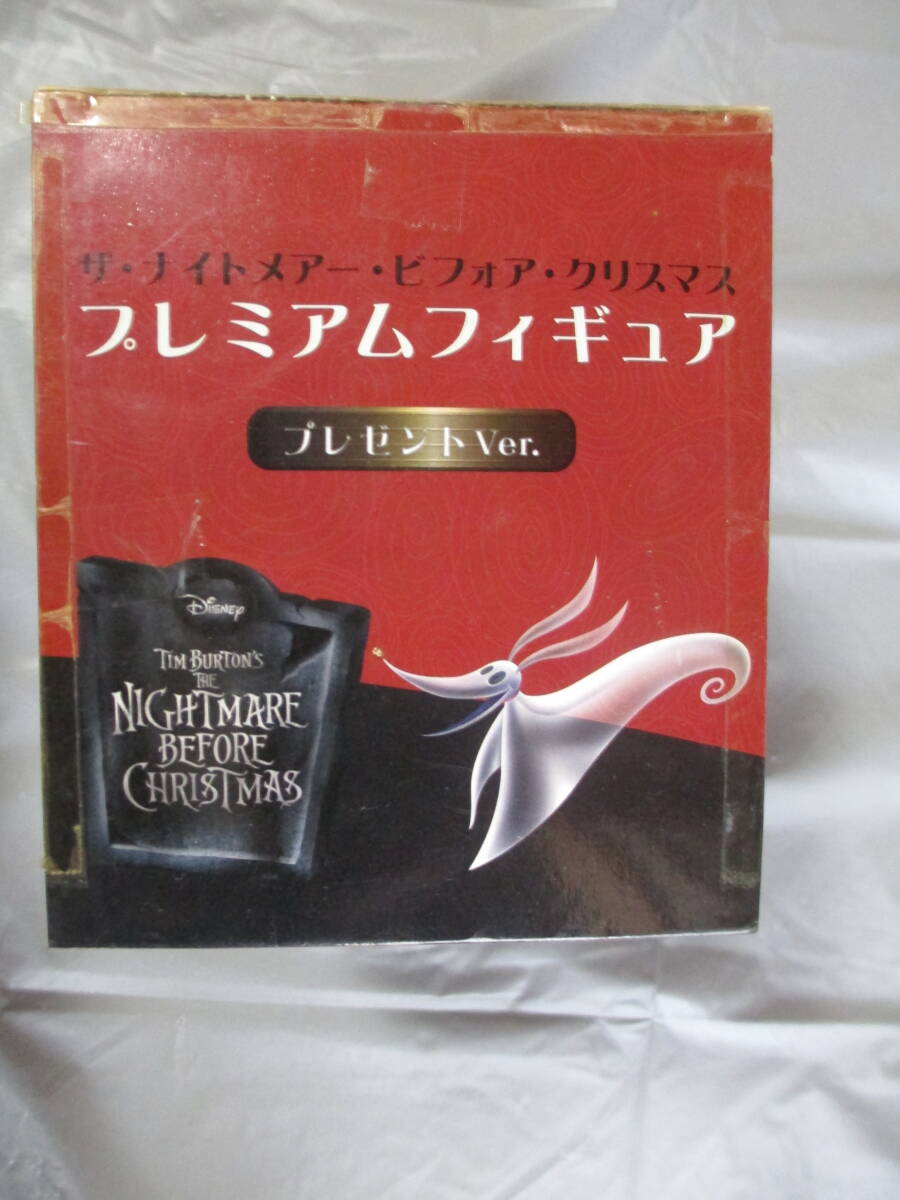 ザ・ナイトメアー・ビフォア・クリスマス
プレミアムフィギュア
プレゼントVer.
Disney
TIM BURTON'S
THE
NIGHTMARE
BEFORE
CHRISTMAS